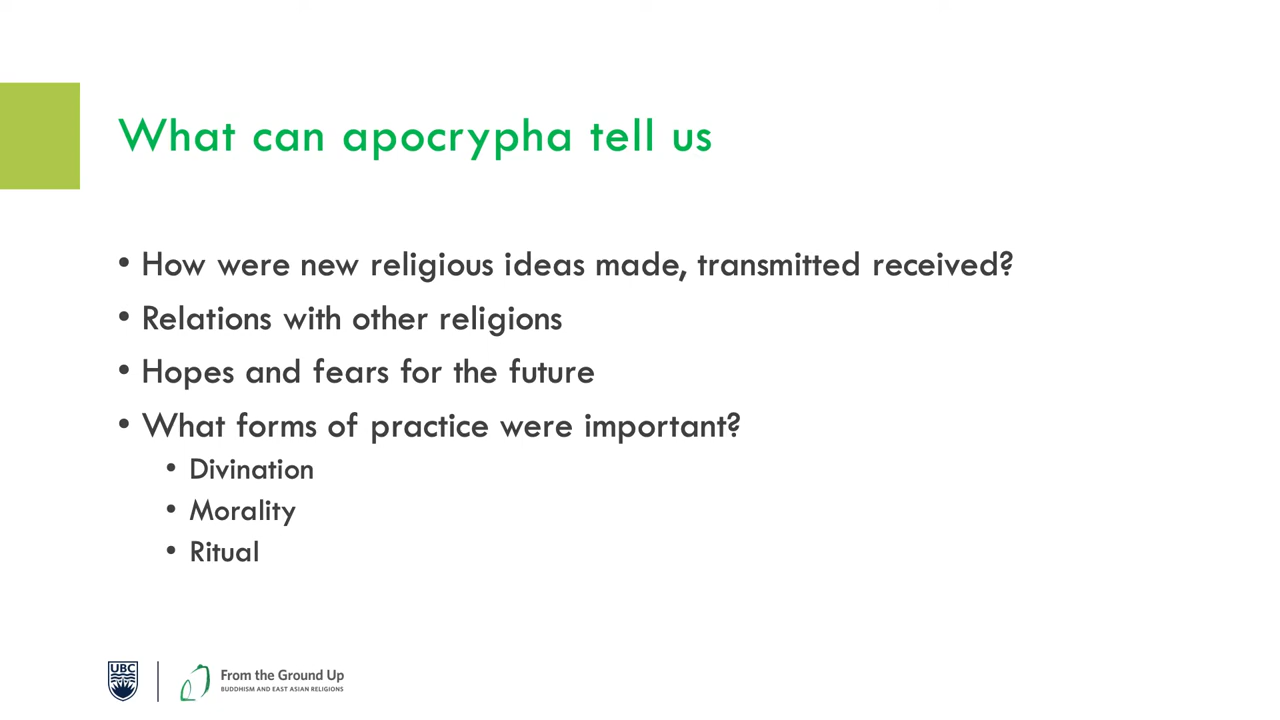 What can apocrypha tell us
• How were new religious ideas made, transmitted received?
• Relations with other religions
• Hopes and fears for the future
• What forms of practice were important?
• Divination
• Morality
• Ritual
UBC
From the Ground Up
BUDDHISM AND EAST ASIAN RELIGIONS